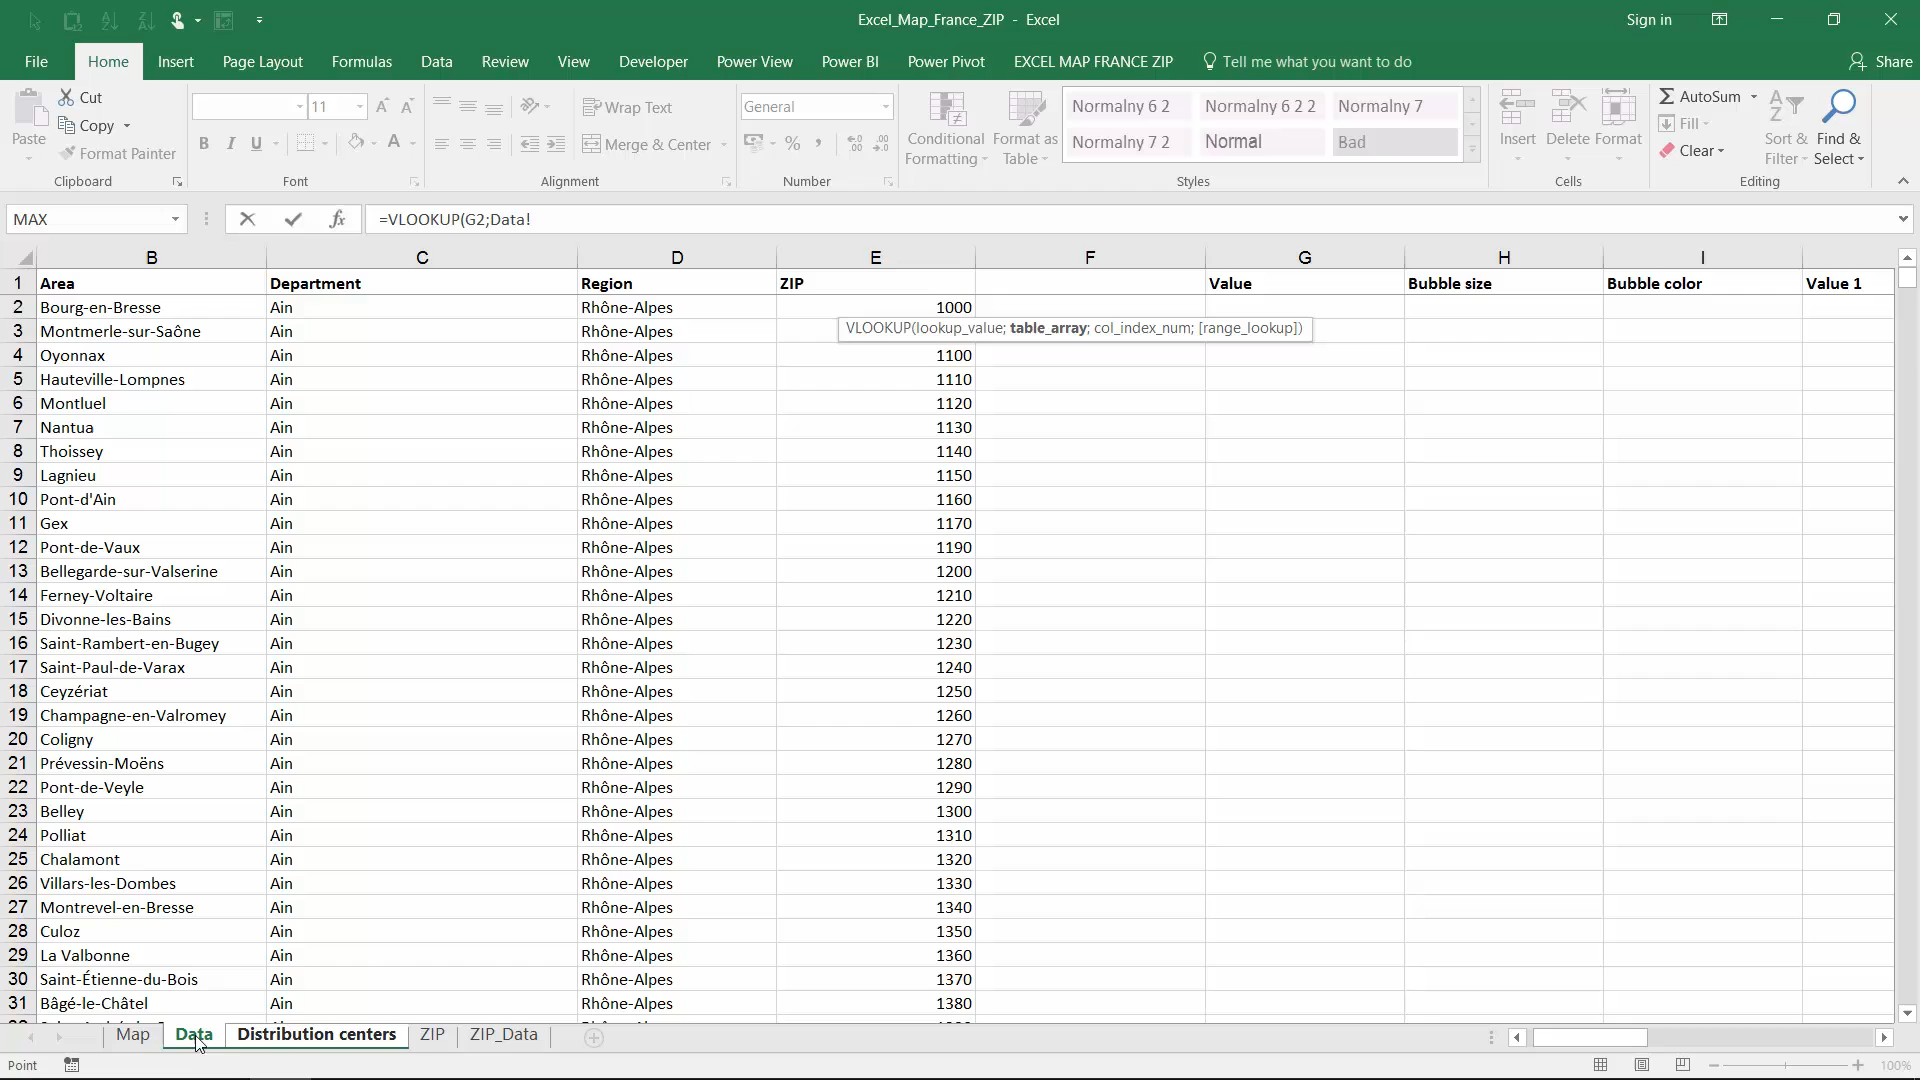 Excel_Map_France_ZIP - Excel
Sign in
File Home Insert Page Layout Formulas Data Review View Developer Power View Power BI Power Pivot EXCEL MAP FRANCE ZIP Tell me what you want to do Share
Paste Cut Copy Format Painter Clipboard
11 B I U A Font
Wrap Text Merge & Center Alignment
General % Number
Conditional Formatting Format as Table Normalny 6 2 Normalny 6 2 2 Normalny 7 Normalny 7 2 Normal Bad Styles
Insert Delete Format Cells
AutoSum Fill Clear Sort & Filter Find & Select Editing
MAX fx =VLOOKUP(G2;Data!
B C D E F G H I
1 Area Department Region ZIP Value Bubble size Bubble color Value 1
2 Bourg-en-Bresse Ain Rhône-Alpes 1000
VLOOKUP(lookup_value; table_array; col_index_num; [range_lookup])
3 Montmerle-sur-Saône Ain Rhône-Alpes
4 Oyonnax Ain Rhône-Alpes 1100
5 Hauteville-Lompnes Ain Rhône-Alpes 1110
6 Montluel Ain Rhône-Alpes 1120
7 Nantua Ain Rhône-Alpes 1130
8 Thoissey Ain Rhône-Alpes 1140
9 Lagnieu Ain Rhône-Alpes 1150
10 Pont-d'Ain Ain Rhône-Alpes 1160
11 Gex Ain Rhône-Alpes 1170
12 Pont-de-Vaux Ain Rhône-Alpes 1190
13 Bellegarde-sur-Valserine Ain Rhône-Alpes 1200
14 Ferney-Voltaire Ain Rhône-Alpes 1210
15 Divonne-les-Bains Ain Rhône-Alpes 1220
16 Saint-Rambert-en-Bugey Ain Rhône-Alpes 1230
17 Saint-Paul-de-Varax Ain Rhône-Alpes 1240
18 Ceyzériat Ain Rhône-Alpes 1250
19 Champagne-en-Valromey Ain Rhône-Alpes 1260
20 Coligny Ain Rhône-Alpes 1270
21 Prévessin-Moëns Ain Rhône-Alpes 1280
22 Pont-de-Veyle Ain Rhône-Alpes 1290
23 Belley Ain Rhône-Alpes 1300
24 Polliat Ain Rhône-Alpes 1310
25 Chalamont Ain Rhône-Alpes 1320
26 Villars-les-Dombes Ain Rhône-Alpes 1330
27 Montrevel-en-Bresse Ain Rhône-Alpes 1340
28 Culoz Ain Rhône-Alpes 1350
29 La Valbonne Ain Rhône-Alpes 1360
30 Saint-Étienne-du-Bois Ain Rhône-Alpes 1370
31 Bâgé-le-Châtel Ain Rhône-Alpes 1380
Map Data Distribution centers ZIP ZIP_Data
Point 100%